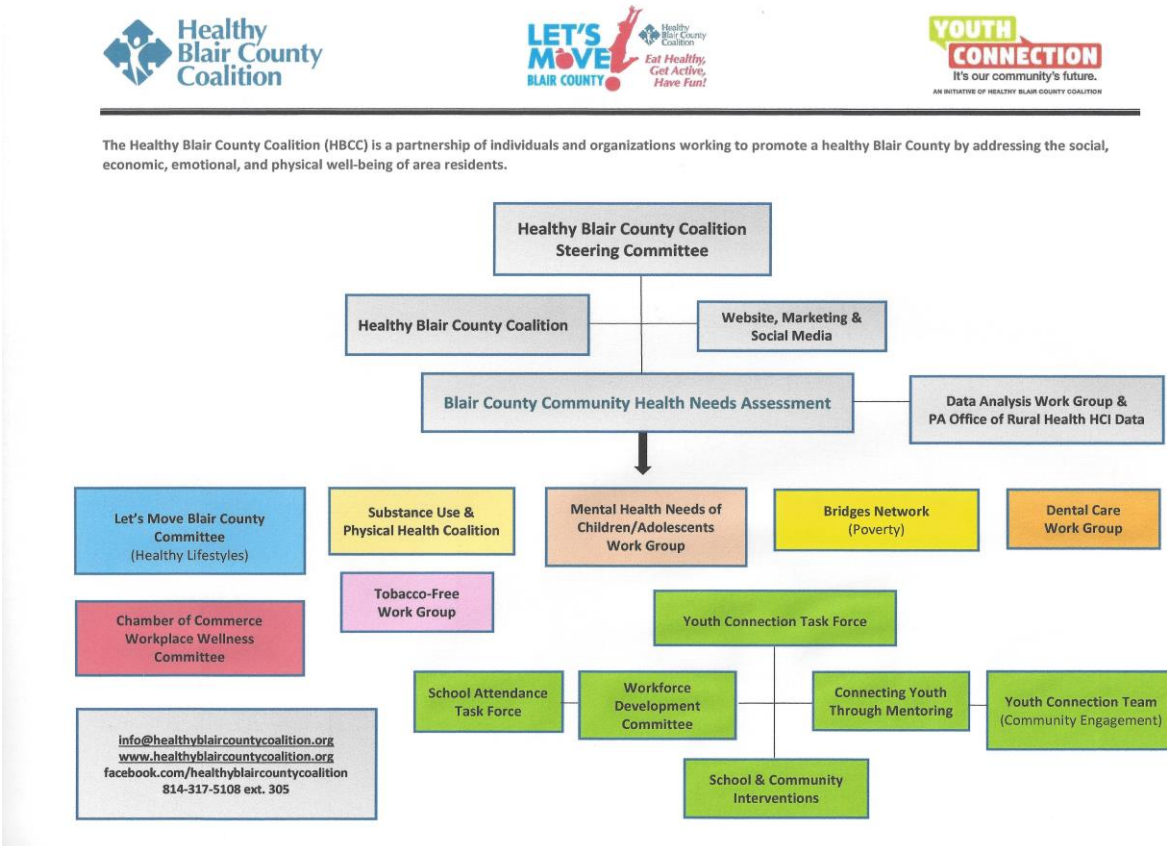 Healthy
Blair County
Coalition
LET'S
MOVE
BLAIR COUNTY
Healthy
Blair County
Coalition
Eat Healthy,
Get Active,
Have Fun!
YOUTH
CONNECTION
It's our community's future.
AN INITIATIVE OF HEALTHY BLAIR COUNTY COALITION
The Healthy Blair County Coalition (HBCC) is a partnership of individuals and organizations working to promote a healthy Blair County by addressing the social,
economic, emotional, and physical well-being of area residents.
Healthy Blair County Coalition
Steering Committee
Healthy Blair County Coalition
Website, Marketing &
Social Media
Blair County Community Health Needs Assessment
Data Analysis Work Group &
PA Office of Rural Health HCI Data
Let's Move Blair County
Committee
(Healthy Lifestyles)
Substance Use &
Physical Health Coalition
Mental Health Needs of
Children/Adolescents
Work Group
Bridges Network
(Poverty)
Dental Care
Work Group
Tobacco-Free
Work Group
Chamber of Commerce
Workplace Wellness
Committee
Youth Connection Task Force
School Attendance
Task Force
Workforce
Development
Committee
Connecting Youth
Through Mentoring
Youth Connection Team
(Community Engagement)
School & Community
Interventions
info@healthyblaircountycoalition.org
www.healthyblaircountycoalition.org
facebook.com/healthyblaircountycoalition
814-317-5108 ext. 305